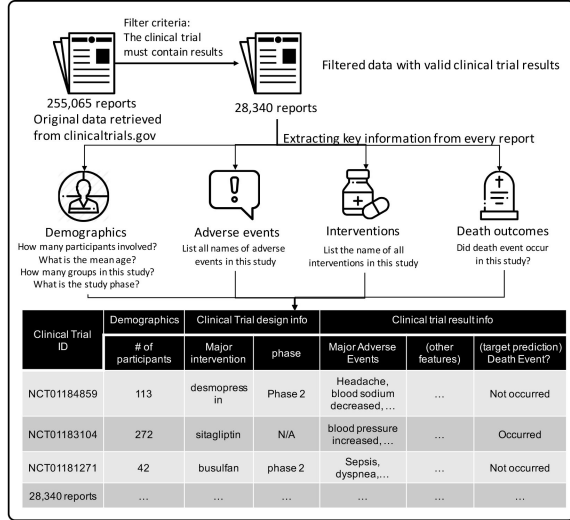 Filter criteria:
The clinical trial
must contain results
Filtered data with valid clinical trial results
255,065 reports
Original data retrieved
from clinicaltrials.gov
28,340 reports
Extracting key information from every report
Demographics
How many participants involved?
What is the mean age?
How many groups in this study?
What is the study phase?
Adverse events
List all names of adverse
events in this study
Interventions
List the name of all
interventions in this study
Death outcomes
Did death event occur
in this study?
Clinical Trial
ID
Demographics
Clinical Trial design info
Clinical trial result info
# of
participants
Major
intervention
phase
Major Adverse
Events
(other
features)
(target prediction)
Death Event?
NCT01184859
113
desmopress
in
Phase 2
Headache,
blood sodium
decreased, …
…
Not occurred
NCT01183104
272
sitagliptin
N/A
blood pressure
increased, …
…
Occurred
NCT01181271
42
busulfan
phase 2
Sepsis,
dyspnea,…
…
Not occurred
28,340 reports
…
…
…
…
…
…